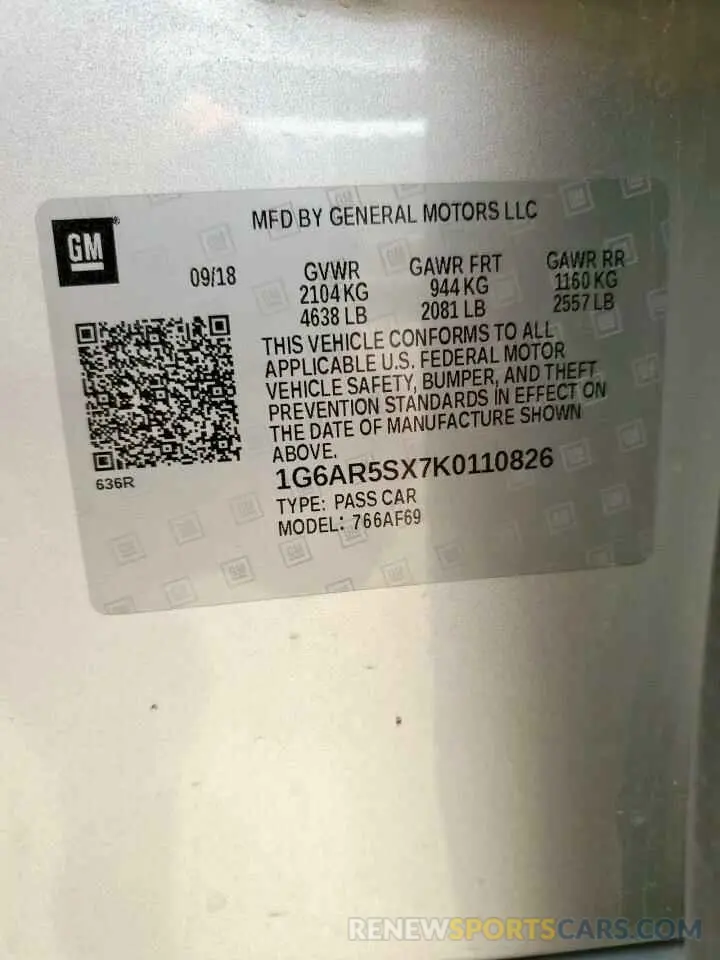 MFD BY GENERAL MOTORS LLC
GM®
09/18
GVWR GAWR FRT GAWR RR
2104 KG 944 KG 1160 KG
4638 LB 2081 LB 2557 LB
THIS VEHICLE CONFORMS TO ALL
APPLICABLE U.S. FEDERAL MOTOR
VEHICLE SAFETY, BUMPER, AND THEFT
PREVENTION STANDARDS IN EFFECT ON
THE DATE OF MANUFACTURE SHOWN
ABOVE.
636R
1G6AR5SX7K0110826
TYPE: PASS CAR
MODEL: 766AF69
RENEWSPORTSCARS.COM